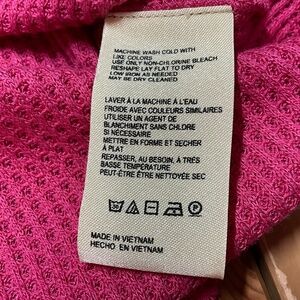 MACHINE WASH COLD WITH
LIKE COLORS
USE ONLY NON-CHLORINE BLEACH
RESHAPE LAY FLAT TO DRY
LOW IRON AS NEEDED
MAY BE DRY CLEANED
LAVER À LA MACHINE À L'EAU
FROIDE AVEC COULEURS SIMILAIRES
UTILISER UN AGENT DE
BLANCHIMENT SANS CHLORE
SI NÉCESSAIRE
METTRE EN FORME ET SECHER
À PLAT
REPASSER, AU BESOIN, À TRÈS
BASSE TEMPÉRATURE
PEUT-ÊTRE ÊTRE NETTOYÉE SEC
MADE IN VIETNAM
HECHO EN VIETNAM